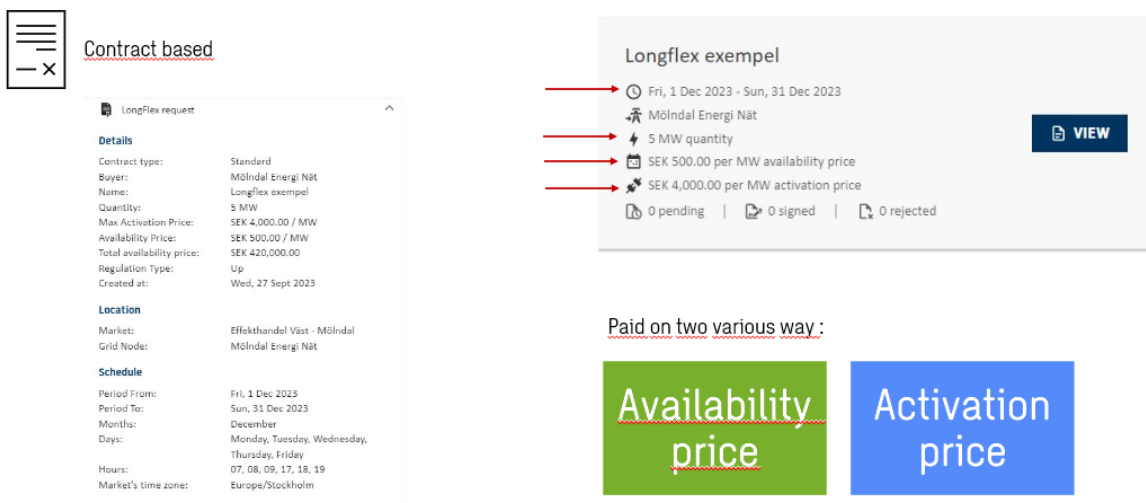 Contract based
LongFlex request
Details
Contract type: Standard
Buyer: Mölndal Energi Nät
Name: Longflex exempel
Quantity: 5 MW
Max Activation Price: SEK 4,000.00 / MW
Availability Price: SEK 500.00 / MW
Total availability price: SEK 420,000.00
Regulation Type: Up
Created at: Wed, 27 Sept 2023
Location
Market: Effekthandel Väst - Mölndal
Grid Node: Mölndal Energi Nät
Schedule
Period From: Fri, 1 Dec 2023
Period To: Sun, 31 Dec 2023
Months: December
Days: Monday, Tuesday, Wednesday,
Thursday, Friday
Hours: 07, 08, 09, 17, 18, 19
Market's time zone: Europe/Stockholm
Longflex exempel
Fri, 1 Dec 2023 - Sun, 31 Dec 2023
Mölndal Energi Nät
5 MW quantity
SEK 500.00 per MW availability price
SEK 4,000.00 per MW activation price
0 pending | 0 signed | 0 rejected
VIEW
Paid on two various way :
Availability
price
Activation
price